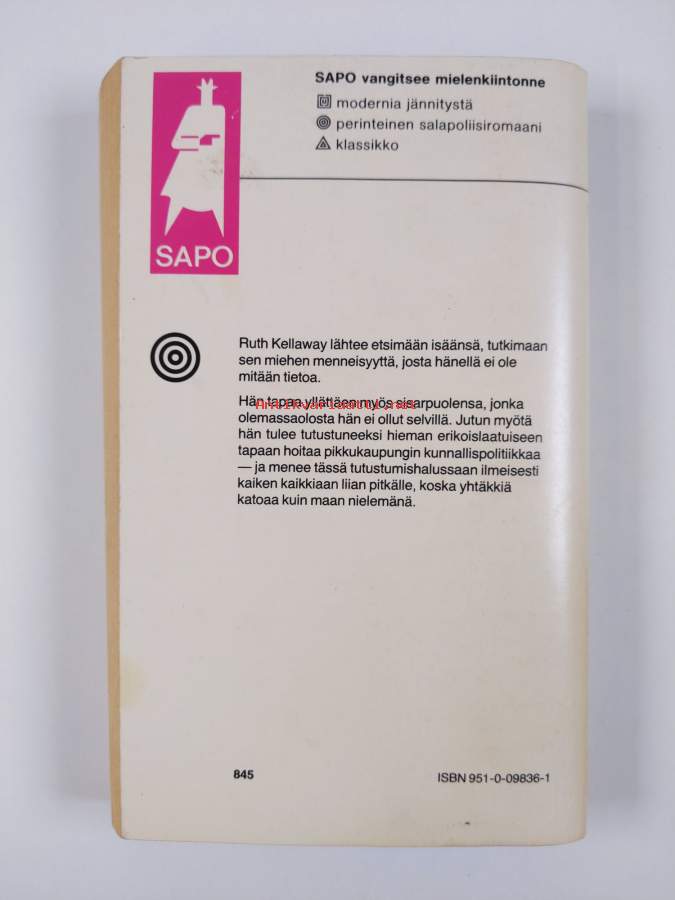 SAPO vangitsee mielenkiintonne
modernia jännitystä
perinteinen salapoliisiromaani
klassikko
SAPO
Ruth Kellaway lähtee etsimään isäänsä, tutkimaan
sen miehen menneisyyttä, josta hänellä ei ole
mitään tietoa.
Hän tapaa yllättäen myös sisarpuolensa, jonka
Antikvariaatti.net
olemassaolosta hän ei ollut selvillä. Jutun myötä
hän tulee tutustuneeksi hieman erikoislaatuiseen
tapaan hoitaa pikkukaupungin kunnallispolitiikkaa
— ja menee tässä tutustumishalussaan ilmeisesti
kaiken kaikkiaan liian pitkälle, koska yhtäkkiä
katoaa kuin maan nielemänä.
845
ISBN 951-0-09836-1